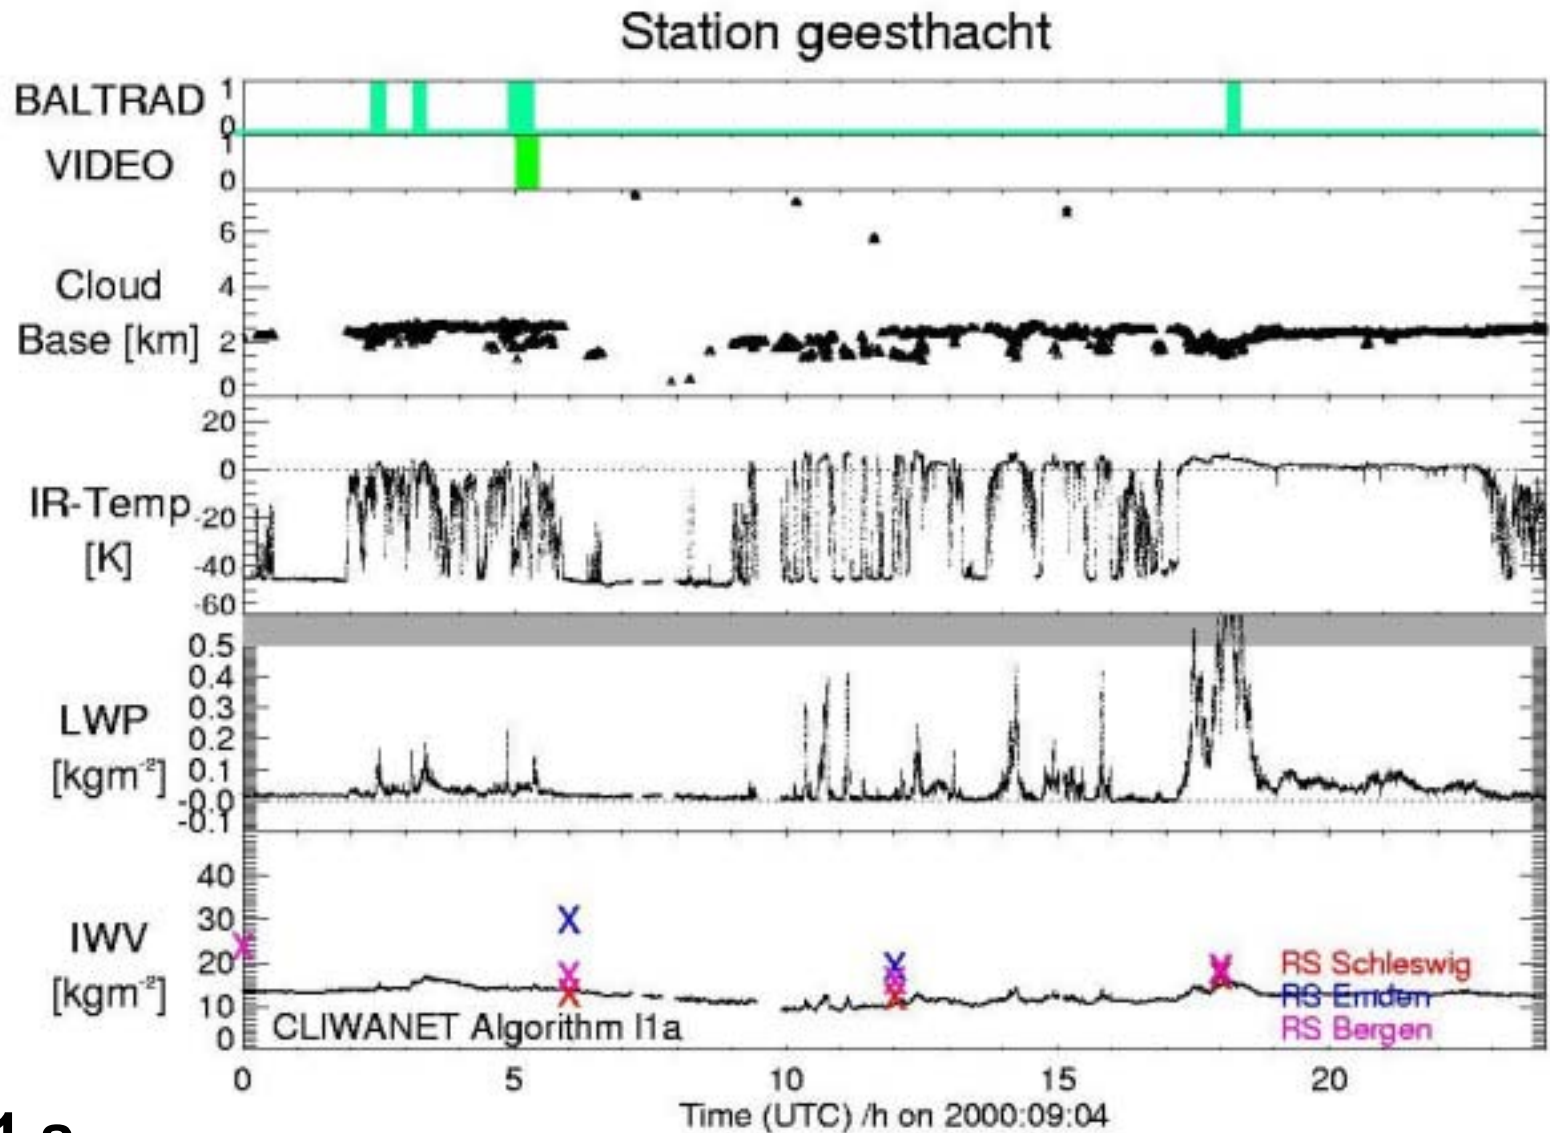 Station geesthacht
BALTRAD
1
0
VIDEO
1
0
Cloud
Base [km]
6
4
2
0
IR-Temp
[K]
20
0
-20
-40
-60
LWP
[kgm⁻²]
0.5
0.4
0.3
0.2
0.1
-0.0
-0.1
IWV
[kgm⁻²]
40
30
20
10
0
RS Schleswig
RS Emden
RS Bergen
CLIWANET Algorithm l1a
0 5 10 15 20
Time (UTC) /h on 2000:09:04